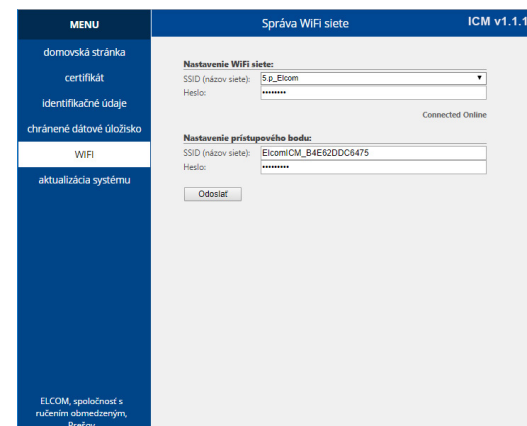 MENU
Správa WiFi siete
ICM v1.1.1
domovská stránka
certifikát
identifikačné údaje
chránené dátové úložisko
WIFI
aktualizácia systému
Nastavenie WiFi siete:
SSID (názov siete): 5.p_Elcom
Heslo: ••••••••
Connected Online
Nastavenie prístupového bodu:
SSID (názov siete): ElcomICM_B4E62DDC6475
Heslo: •••••••••
Odoslať
ELCOM, spoločnosť s
ručením obmedzeným,
Prešov